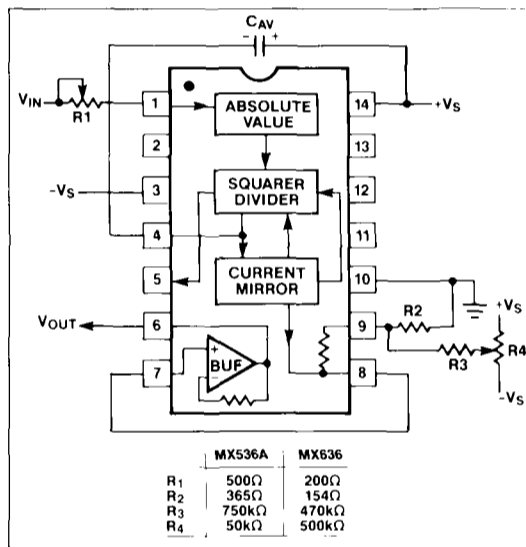 CAV
- +
VIN
R1
1
ABSOLUTE
VALUE
14
+VS
2
13
-VS
3
SQUARER
DIVIDER
12
4
11
5
CURRENT
MIRROR
10
+VS
VOUT
6
9
R2
R3
R4
7
+
BUF
-
8
-VS
MX536A MX636
R1 500Ω 200Ω
R2 365Ω 154Ω
R3 750kΩ 470kΩ
R4 50kΩ 500kΩ